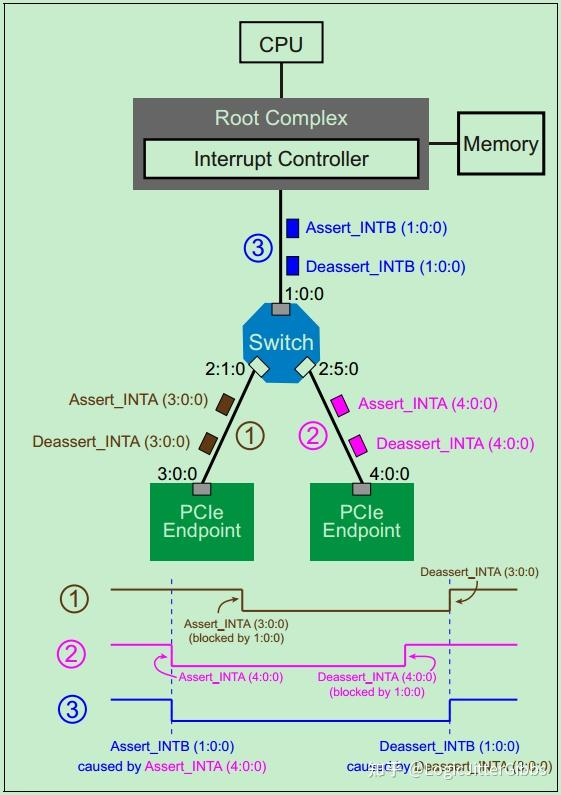 CPU
Root Complex
Interrupt Controller
Memory
③
Assert_INTB (1:0:0)
Deassert_INTB (1:0:0)
1:0:0
Switch
2:1:0
2:5:0
Assert_INTA (3:0:0)
Assert_INTA (4:0:0)
Deassert_INTA (3:0:0)
①
②
Deassert_INTA (4:0:0)
3:0:0
4:0:0
PCIe
Endpoint
PCIe
Endpoint
Deassert_INTA (3:0:0)
①
Assert_INTA (3:0:0)
(blocked by 1:0:0)
②
Assert_INTA (4:0:0)
Deassert_INTA (4:0:0)
(blocked by 1:0:0)
③
Assert_INTB (1:0:0)
caused by Assert_INTA (4:0:0)
Deassert_INTB (1:0:0)
caused by Deassert_INTA (3:0:0)
知乎